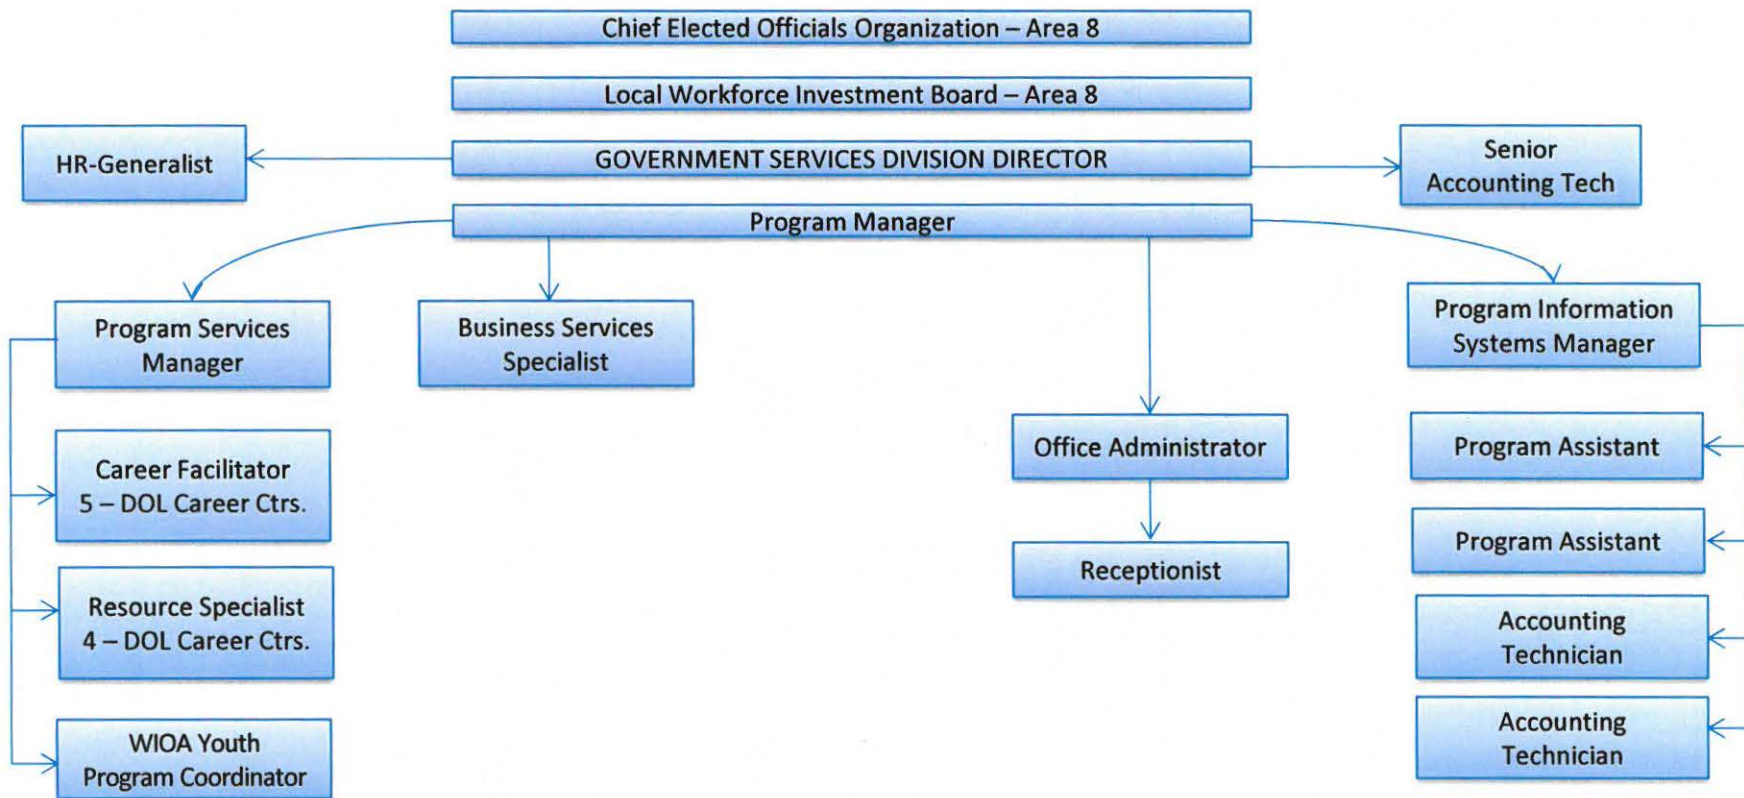 Chief Elected Officials Organization – Area 8
Local Workforce Investment Board – Area 8
HR-Generalist
GOVERNMENT SERVICES DIVISION DIRECTOR
Senior
Accounting Tech
Program Manager
Program Services
Manager
Business Services
Specialist
Program Information
Systems Manager
Career Facilitator
5 – DOL Career Ctrs.
Office Administrator
Program Assistant
Resource Specialist
4 – DOL Career Ctrs.
Receptionist
Program Assistant
Accounting
Technician
WIOA Youth
Program Coordinator
Accounting
Technician